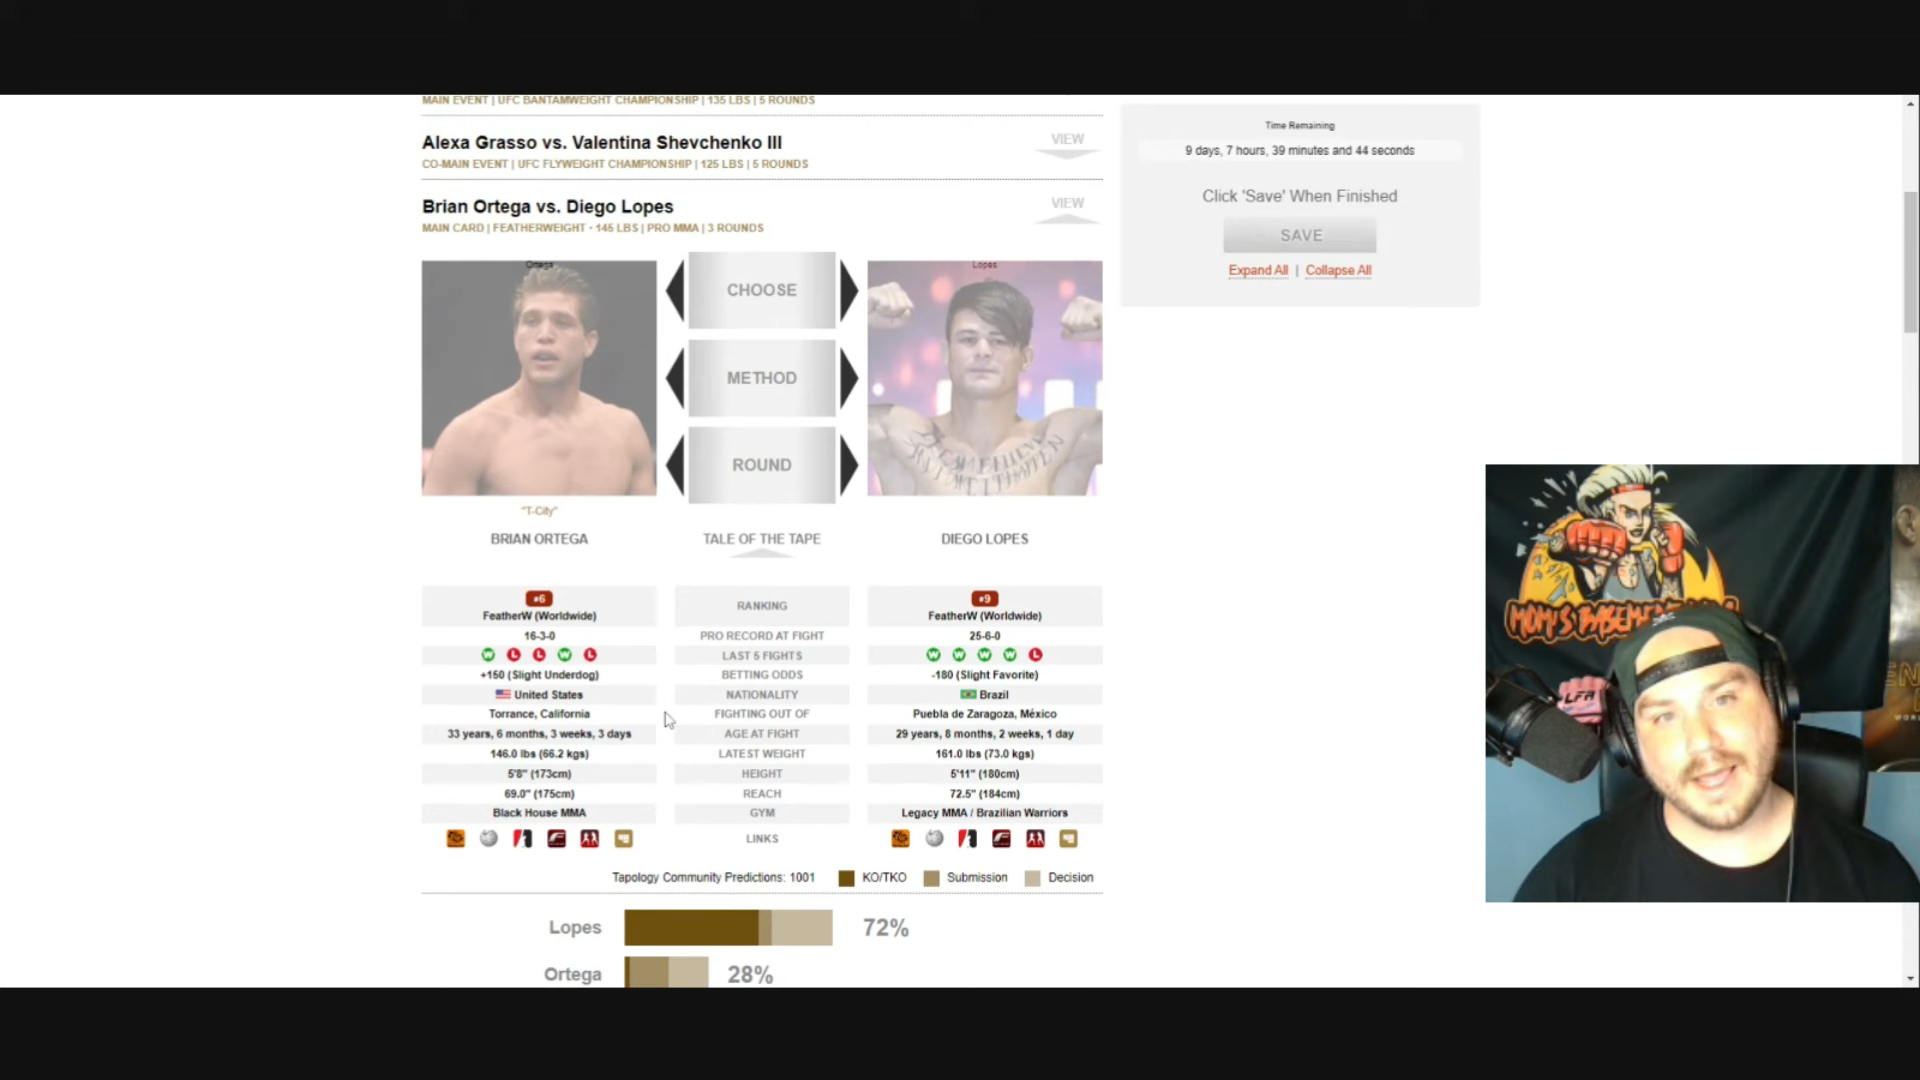 MAIN EVENT | UFC BANTAMWEIGHT CHAMPIONSHIP | 135 LBS | 5 ROUNDS
Alexa Grasso vs. Valentina Shevchenko III
VIEW
CO-MAIN EVENT | UFC FLYWEIGHT CHAMPIONSHIP | 125 LBS | 5 ROUNDS
Brian Ortega vs. Diego Lopes
VIEW
MAIN CARD | FEATHERWEIGHT · 145 LBS | PRO MMA | 3 ROUNDS
Time Remaining
9 days, 7 hours, 39 minutes and 44 seconds
Click 'Save' When Finished
SAVE
Expand All | Collapse All
Ortega
Lopes
CHOOSE
METHOD
ROUND
"T-City"
BRIAN ORTEGA TALE OF THE TAPE DIEGO LOPES
#6 #9
FeatherW (Worldwide) RANKING FeatherW (Worldwide)
16-3-0 PRO RECORD AT FIGHT 25-6-0
W L L W L LAST 5 FIGHTS W W W W L
+150 (Slight Underdog) BETTING ODDS -180 (Slight Favorite)
United States NATIONALITY Brazil
Torrance, California FIGHTING OUT OF Puebla de Zaragoza, México
33 years, 6 months, 3 weeks, 3 days AGE AT FIGHT 29 years, 8 months, 2 weeks, 1 day
146.0 lbs (66.2 kgs) LATEST WEIGHT 161.0 lbs (73.0 kgs)
5'8" (173cm) HEIGHT 5'11" (180cm)
69.0" (175cm) REACH 72.5" (184cm)
Black House MMA GYM Legacy MMA / Brazilian Warriors
LINKS
Tapology Community Predictions: 1001 KO/TKO Submission Decision
Lopes 72%
Ortega 28%
MOM'S
LFA